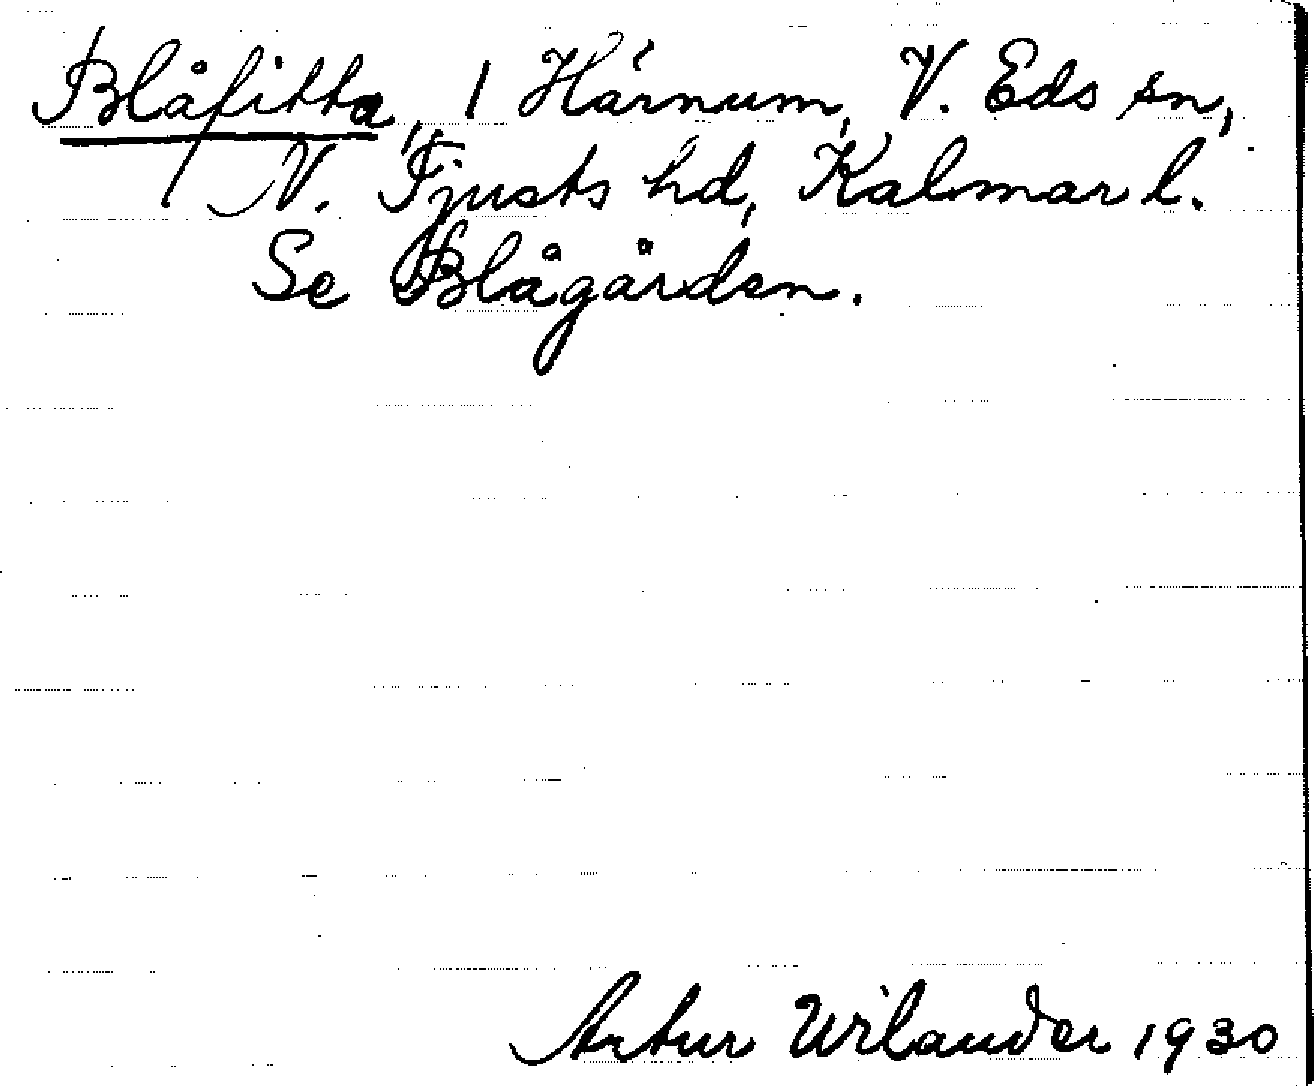 Blåfitta, / Härnum, V. Eds sn,
N. Tjusts hd, Kalmar l.
Se Blågården.
Artur Wilander 1930